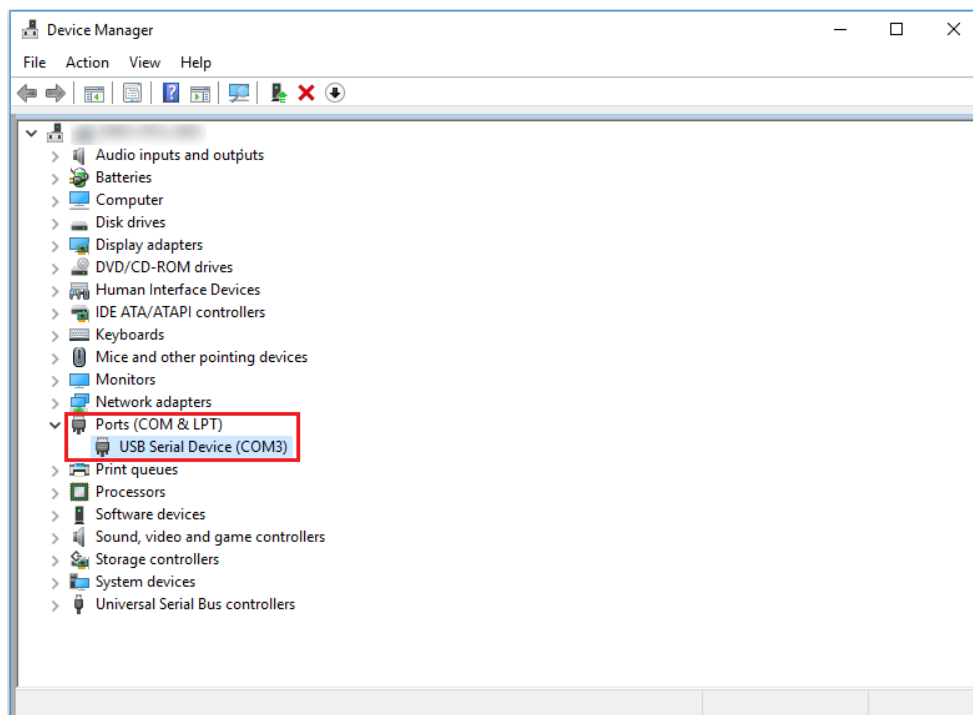 Device Manager
File Action View Help
Audio inputs and outputs
Batteries
Computer
Disk drives
Display adapters
DVD/CD-ROM drives
Human Interface Devices
IDE ATA/ATAPI controllers
Keyboards
Mice and other pointing devices
Monitors
Network adapters
Ports (COM & LPT)
USB Serial Device (COM3)
Print queues
Processors
Software devices
Sound, video and game controllers
Storage controllers
System devices
Universal Serial Bus controllers